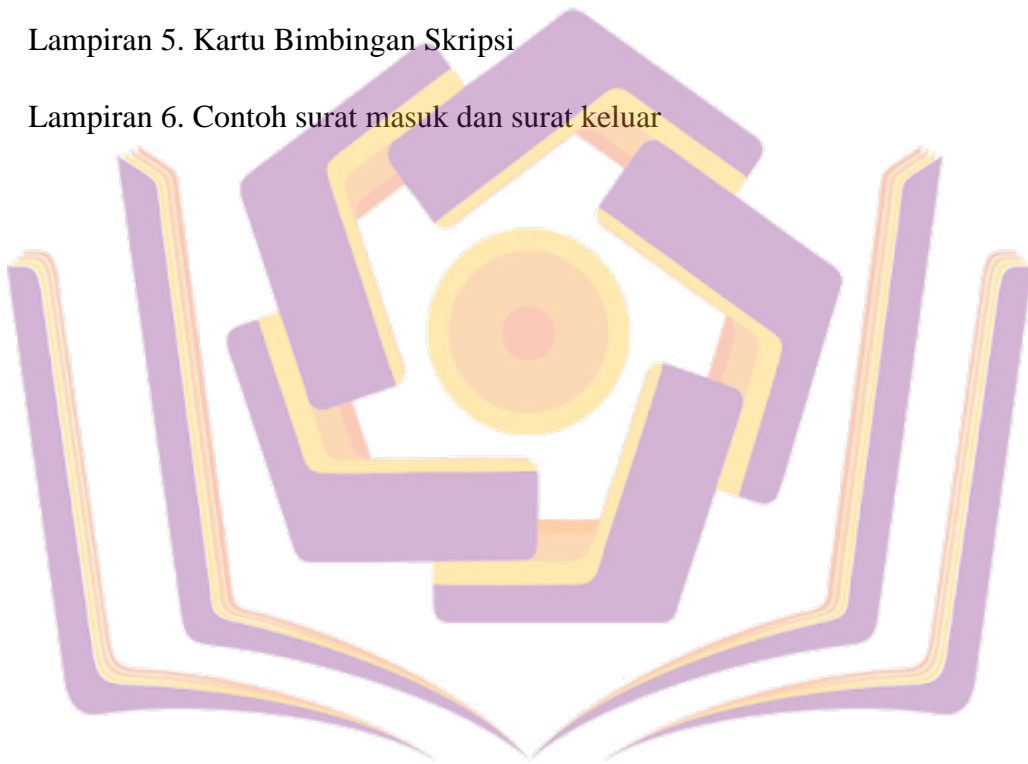 Lampiran 5. Kartu Bimbingan Skripsi
Lampiran 6. Contoh surat masuk dan surat keluar